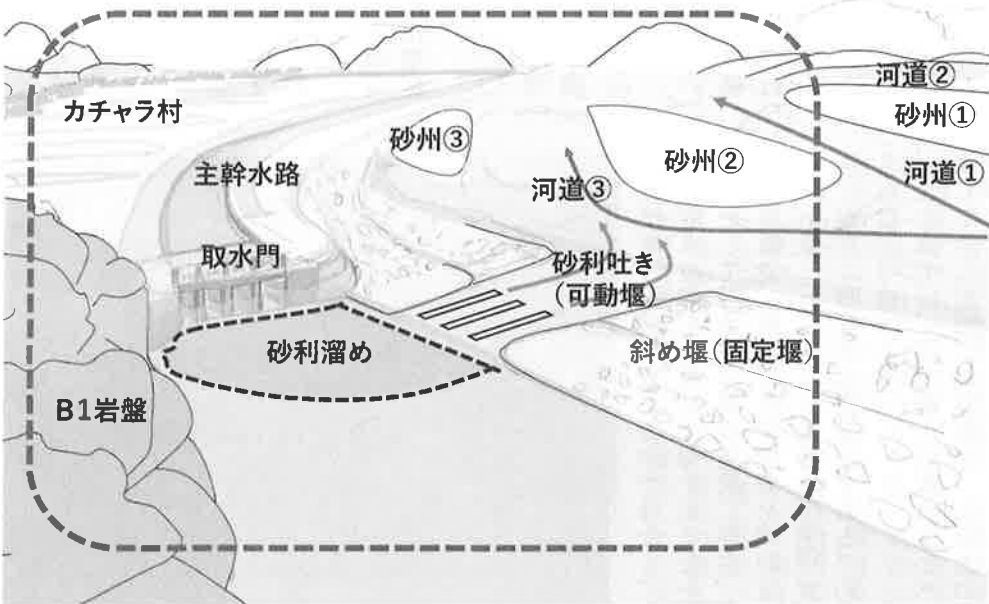 河道②
砂州①
カチャラ村
砂州③
砂州②
主幹水路
河道①
河道③
取水門
砂利吐き
(可動堰)
砂利溜め
斜め堰(固定堰)
B1岩盤